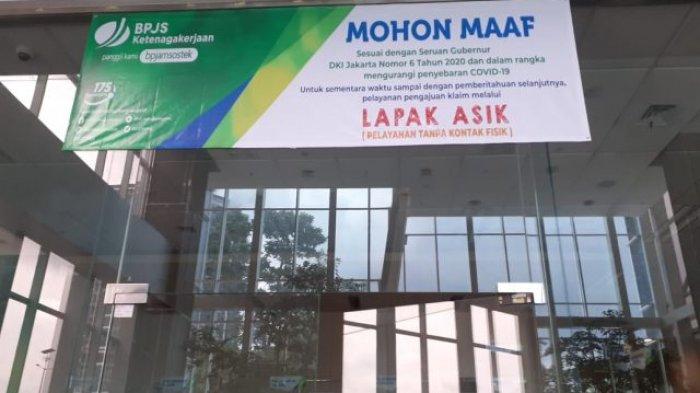 BPJS
Ketenagakerjaan
panggil kami bpjamsostek
175
MOHON MAAF
Sesuai dengan Seruan Gubernur
DKI Jakarta Nomor 6 Tahun 2020 dan dalam rangka
mengurangi penyebaran COVID-19
Untuk sementara waktu sampai dengan pemberitahuan selanjutnya,
pelayanan pengajuan klaim melalui
LAPAK ASIK
[ PELAYANAN TANPA KONTAK FISIK ]